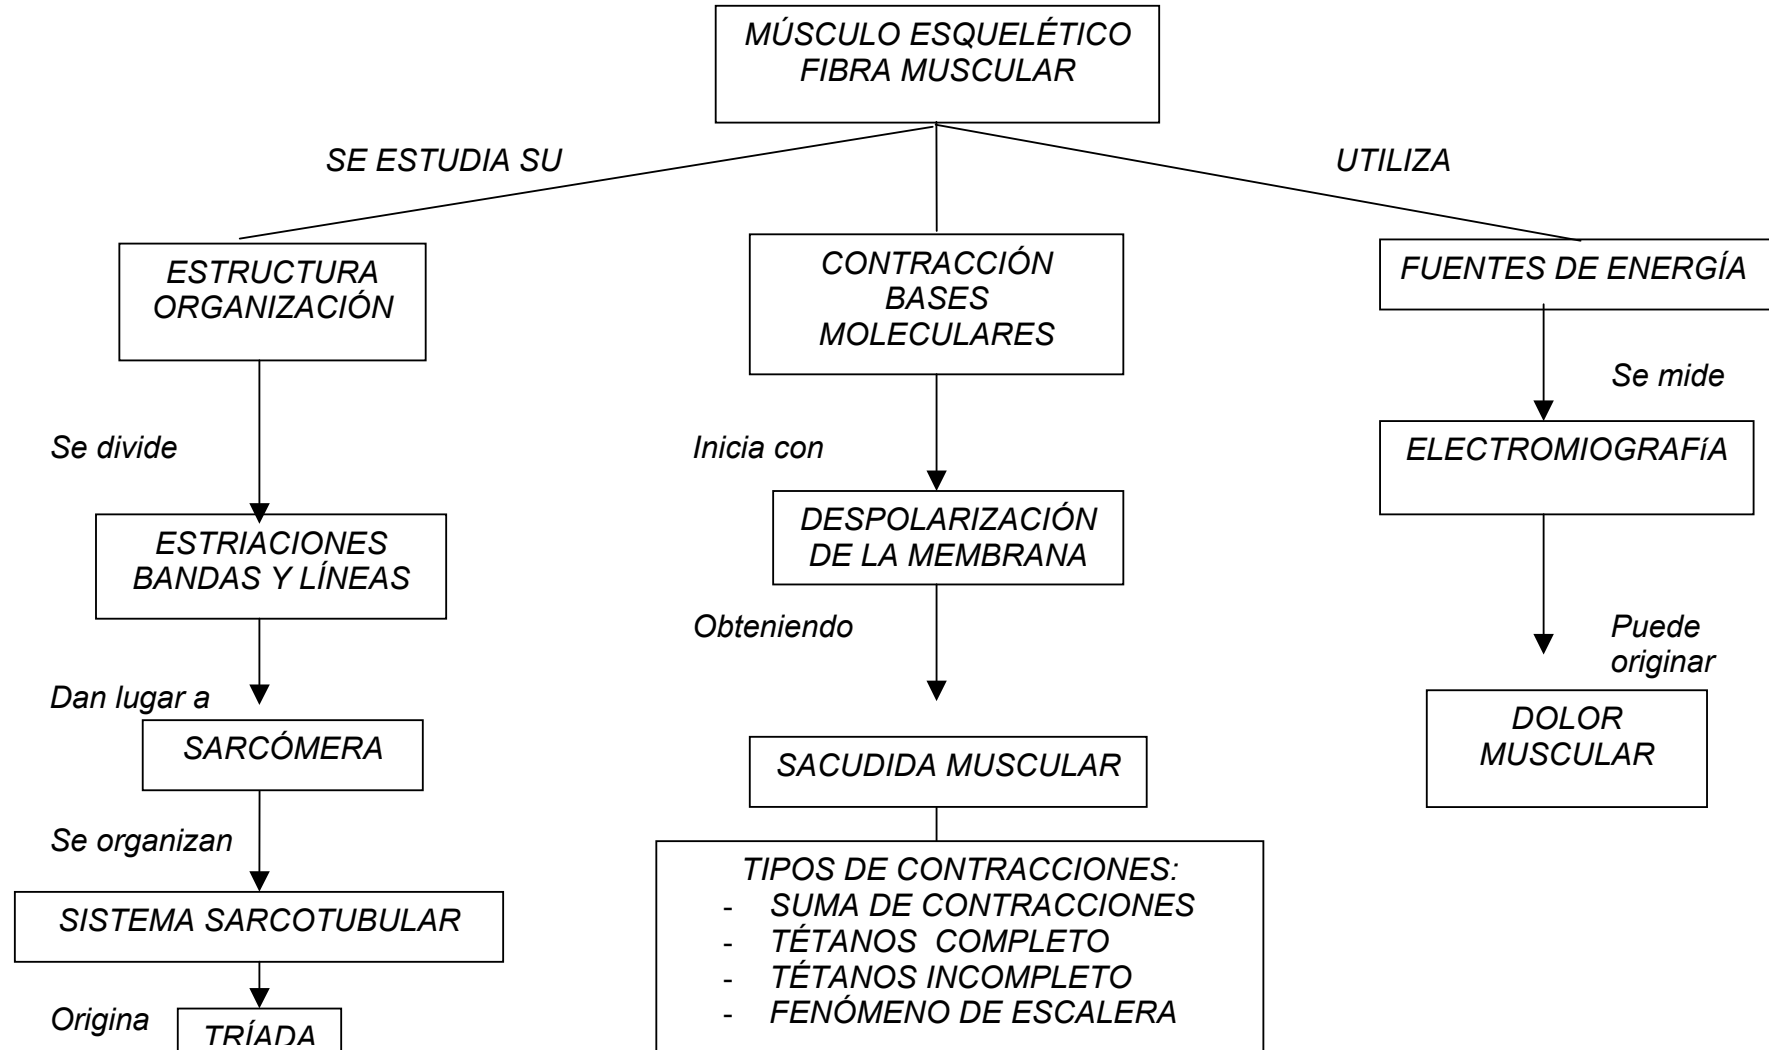 MÚSCULO ESQUELÉTICO
FIBRA MUSCULAR
SE ESTUDIA SU
UTILIZA
ESTRUCTURA
ORGANIZACIÓN
CONTRACCIÓN
BASES
MOLECULARES
FUENTES DE ENERGÍA
Se mide
Se divide
Inicia con
ELECTROMIOGRAFíA
ESTRIACIONES
BANDAS Y LÍNEAS
DESPOLARIZACIÓN
DE LA MEMBRANA
Obteniendo
Puede
originar
Dan lugar a
SARCÓMERA
SACUDIDA MUSCULAR
DOLOR
MUSCULAR
Se organizan
SISTEMA SARCOTUBULAR
TIPOS DE CONTRACCIONES:
- SUMA DE CONTRACCIONES
- TÉTANOS COMPLETO
- TÉTANOS INCOMPLETO
- FENÓMENO DE ESCALERA
Origina
TRÍADA